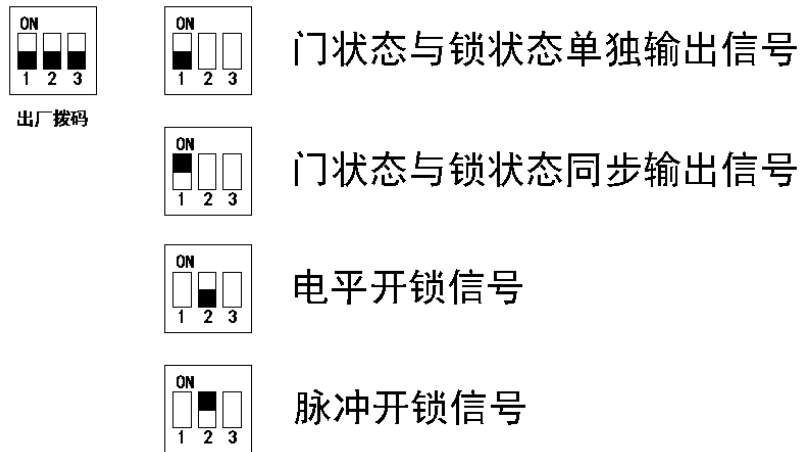 ON
1 2 3
出厂拨码
ON
1 2 3
门状态与锁状态单独输出信号
ON
1 2 3
门状态与锁状态同步输出信号
ON
1 2 3
电平开锁信号
ON
1 2 3
脉冲开锁信号